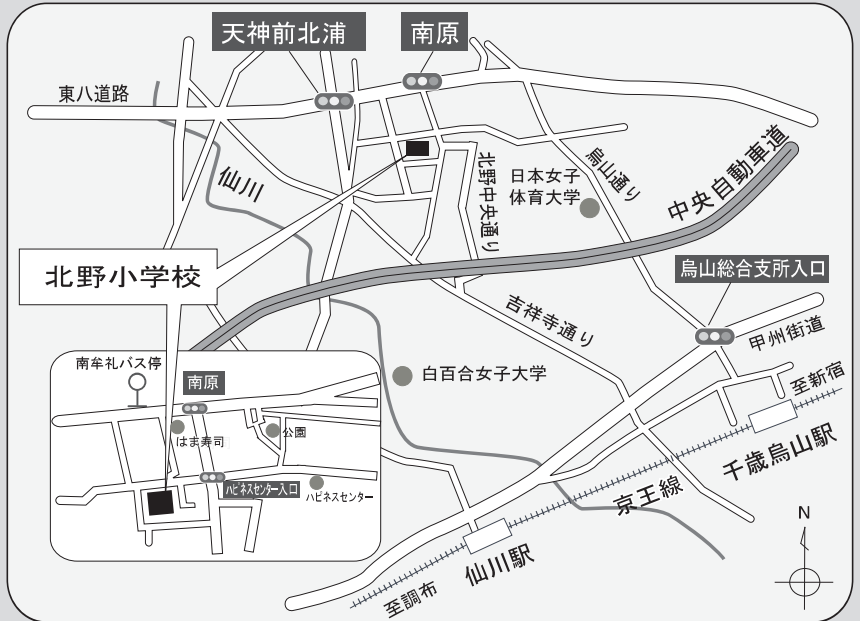 天神前北浦
南原
東八道路
仙川
北野中央通り
日本女子
体育大学
烏山通り
中央自動車道
北野小学校
烏山総合支所入口
吉祥寺通り
甲州街道
白百合女子大学
至新宿
千歳烏山駅
京王線
仙川駅
至調布
N
南牟礼バス停
南原
はま寿司
公園
ハピネスセンター入口
ハピネスセンター